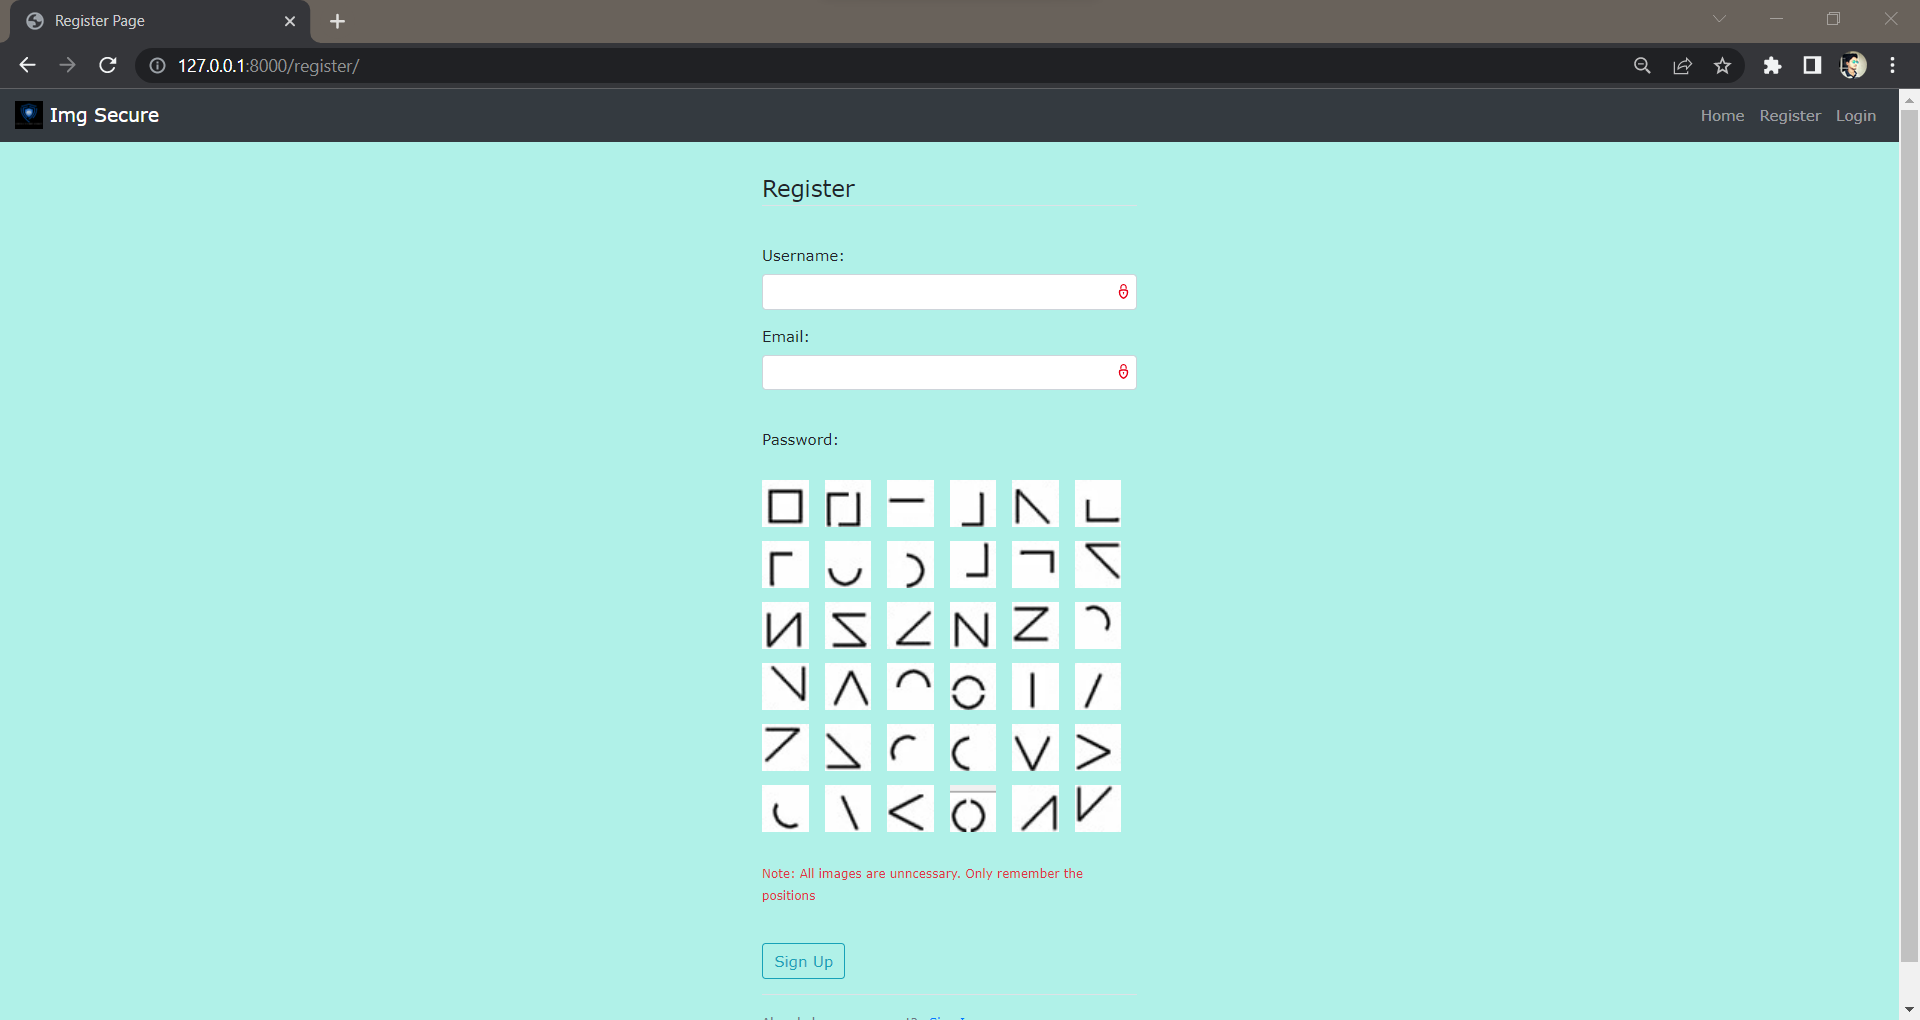 Register Page
127.0.0.1:8000/register/
Img Secure
Home Register Login
Register
Username:
Email:
Password:
Note: All images are unncessary. Only remember the
positions
Sign Up